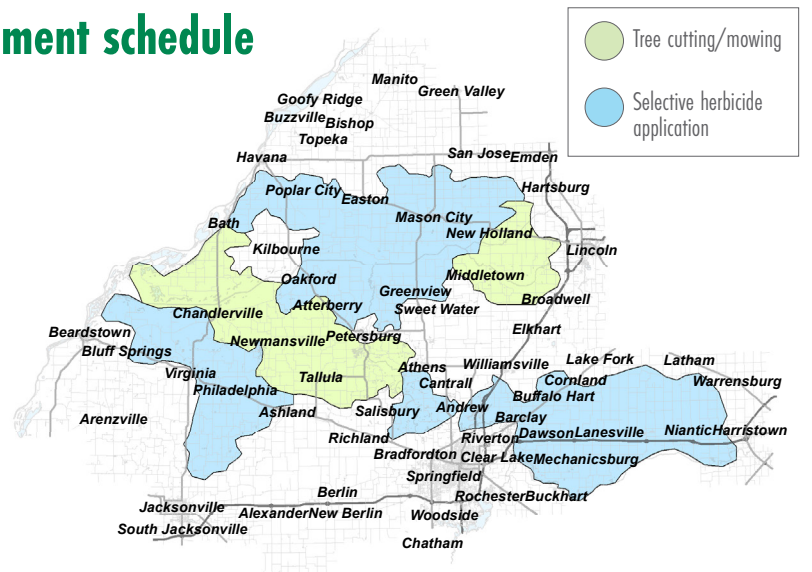 ment schedule
Tree cutting/mowing
Selective herbicide
application
Manito
Green Valley
Goofy Ridge
Buzzville
Bishop
Topeka
Havana
San Jose
Emden
Hartsburg
Poplar City
Easton
Mason City
Bath
New Holland
Kilbourne
Lincoln
Oakford
Middletown
Greenview
Broadwell
Atterberry
Sweet Water
Chandlerville
Elkhart
Beardstown
Newmansville
Petersburg
Bluff Springs
Lake Fork
Latham
Athens
Williamsville
Virginia
Tallula
Cantrall
Cornland
Warrensburg
Philadelphia
Buffalo Hart
Ashland
Salisbury
Andrew
Barclay
Arenzville
Richland
Riverton
Dawson
Lanesville
Niantic
Harristown
Bradfordton
Clear Lake
Mechanicsburg
Springfield
Berlin
Rochester
Buckhart
Jacksonville
Alexander
New Berlin
Woodside
South Jacksonville
Chatham